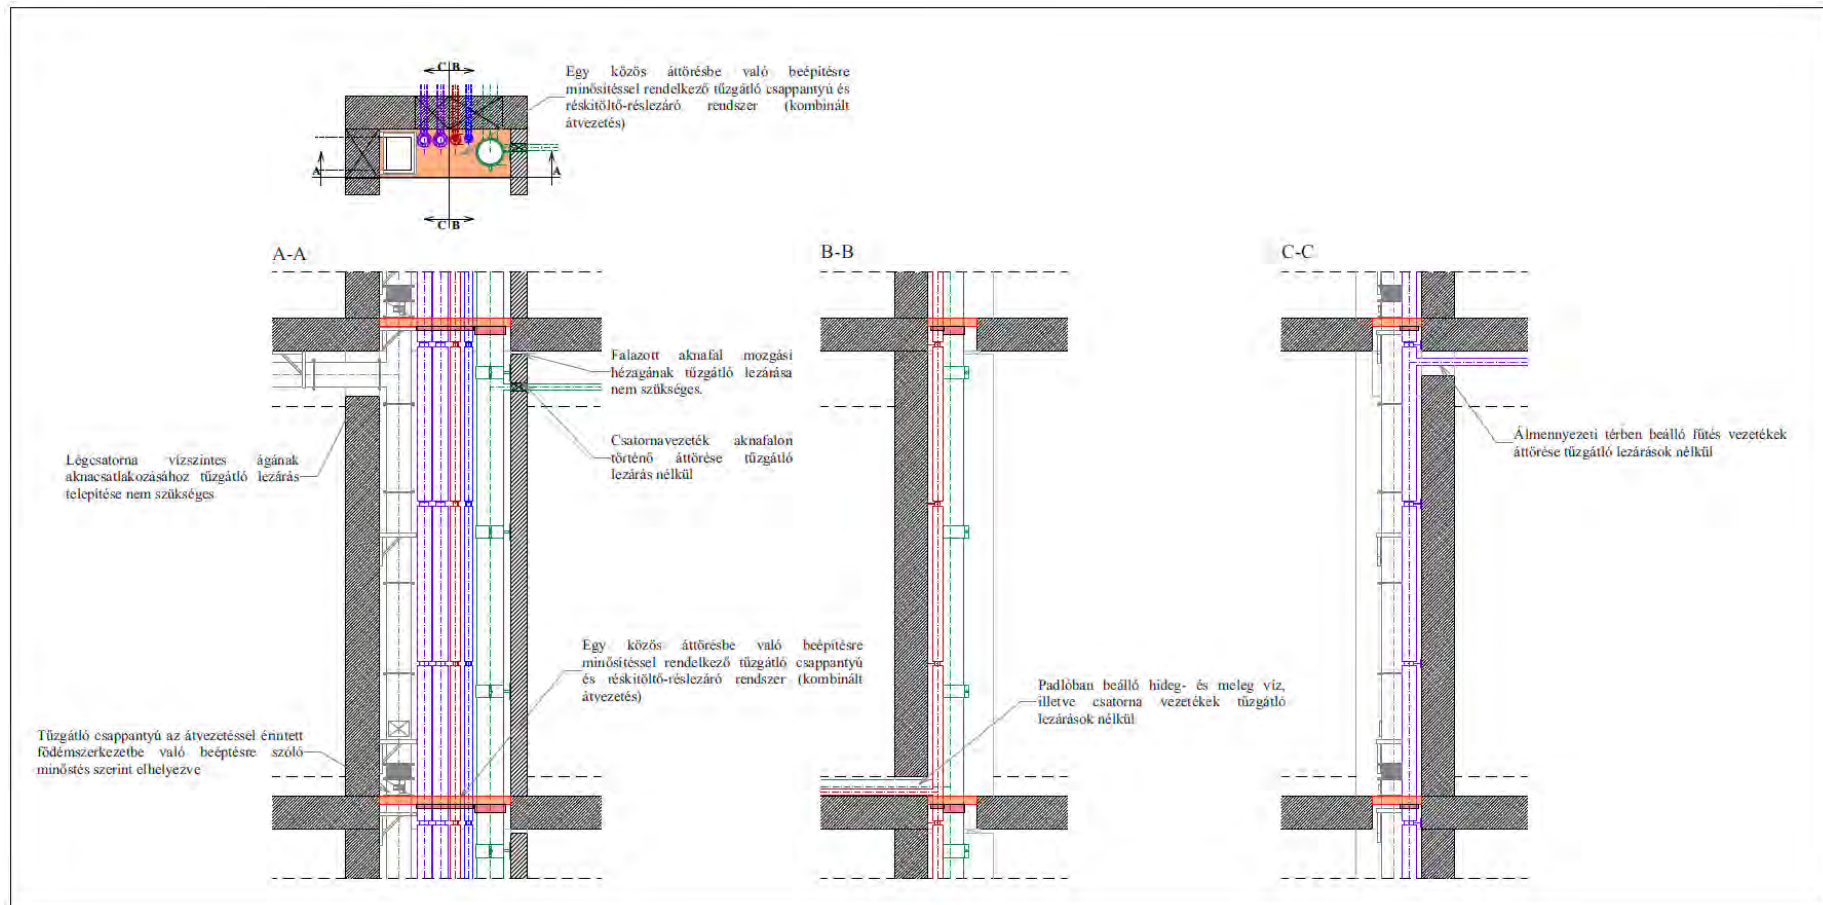 C B
Egy közös áttörésbe való beépítésre
minősítéssel rendelkező tűzgátló csappantyú és
réskitöltő-réslezáró rendszer (kombinált
átvezetés)
A A
C B
A-A
B-B
C-C
Falazott aknafal mozgási
hézagának tűzgátló lezárása
nem szükséges.
Csatornavezeték aknafalon
történő áttörése tűzgátló
lezárás nélkül
Légcsatorna vízszintes ágának
aknacsatlakozásához tűzgátló lezárás
telepítése nem szükséges
Álmennyezeti térben beálló fűtés vezetékek
áttörése tűzgátló lezárások nélkül
Egy közös áttörésbe való beépítésre
minősítéssel rendelkező tűzgátló csappantyú
és réskitöltő-réslezáró rendszer (kombinált
átvezetés)
Padlóban beálló hideg- és meleg víz,
illetve csatorna vezetékek tűzgátló
lezárások nélkül
Tűzgátló csappantyú az átvezetéssel érintett
födémszerkezetbe való beéptésre szóló
minőstés szerint elhelyezve